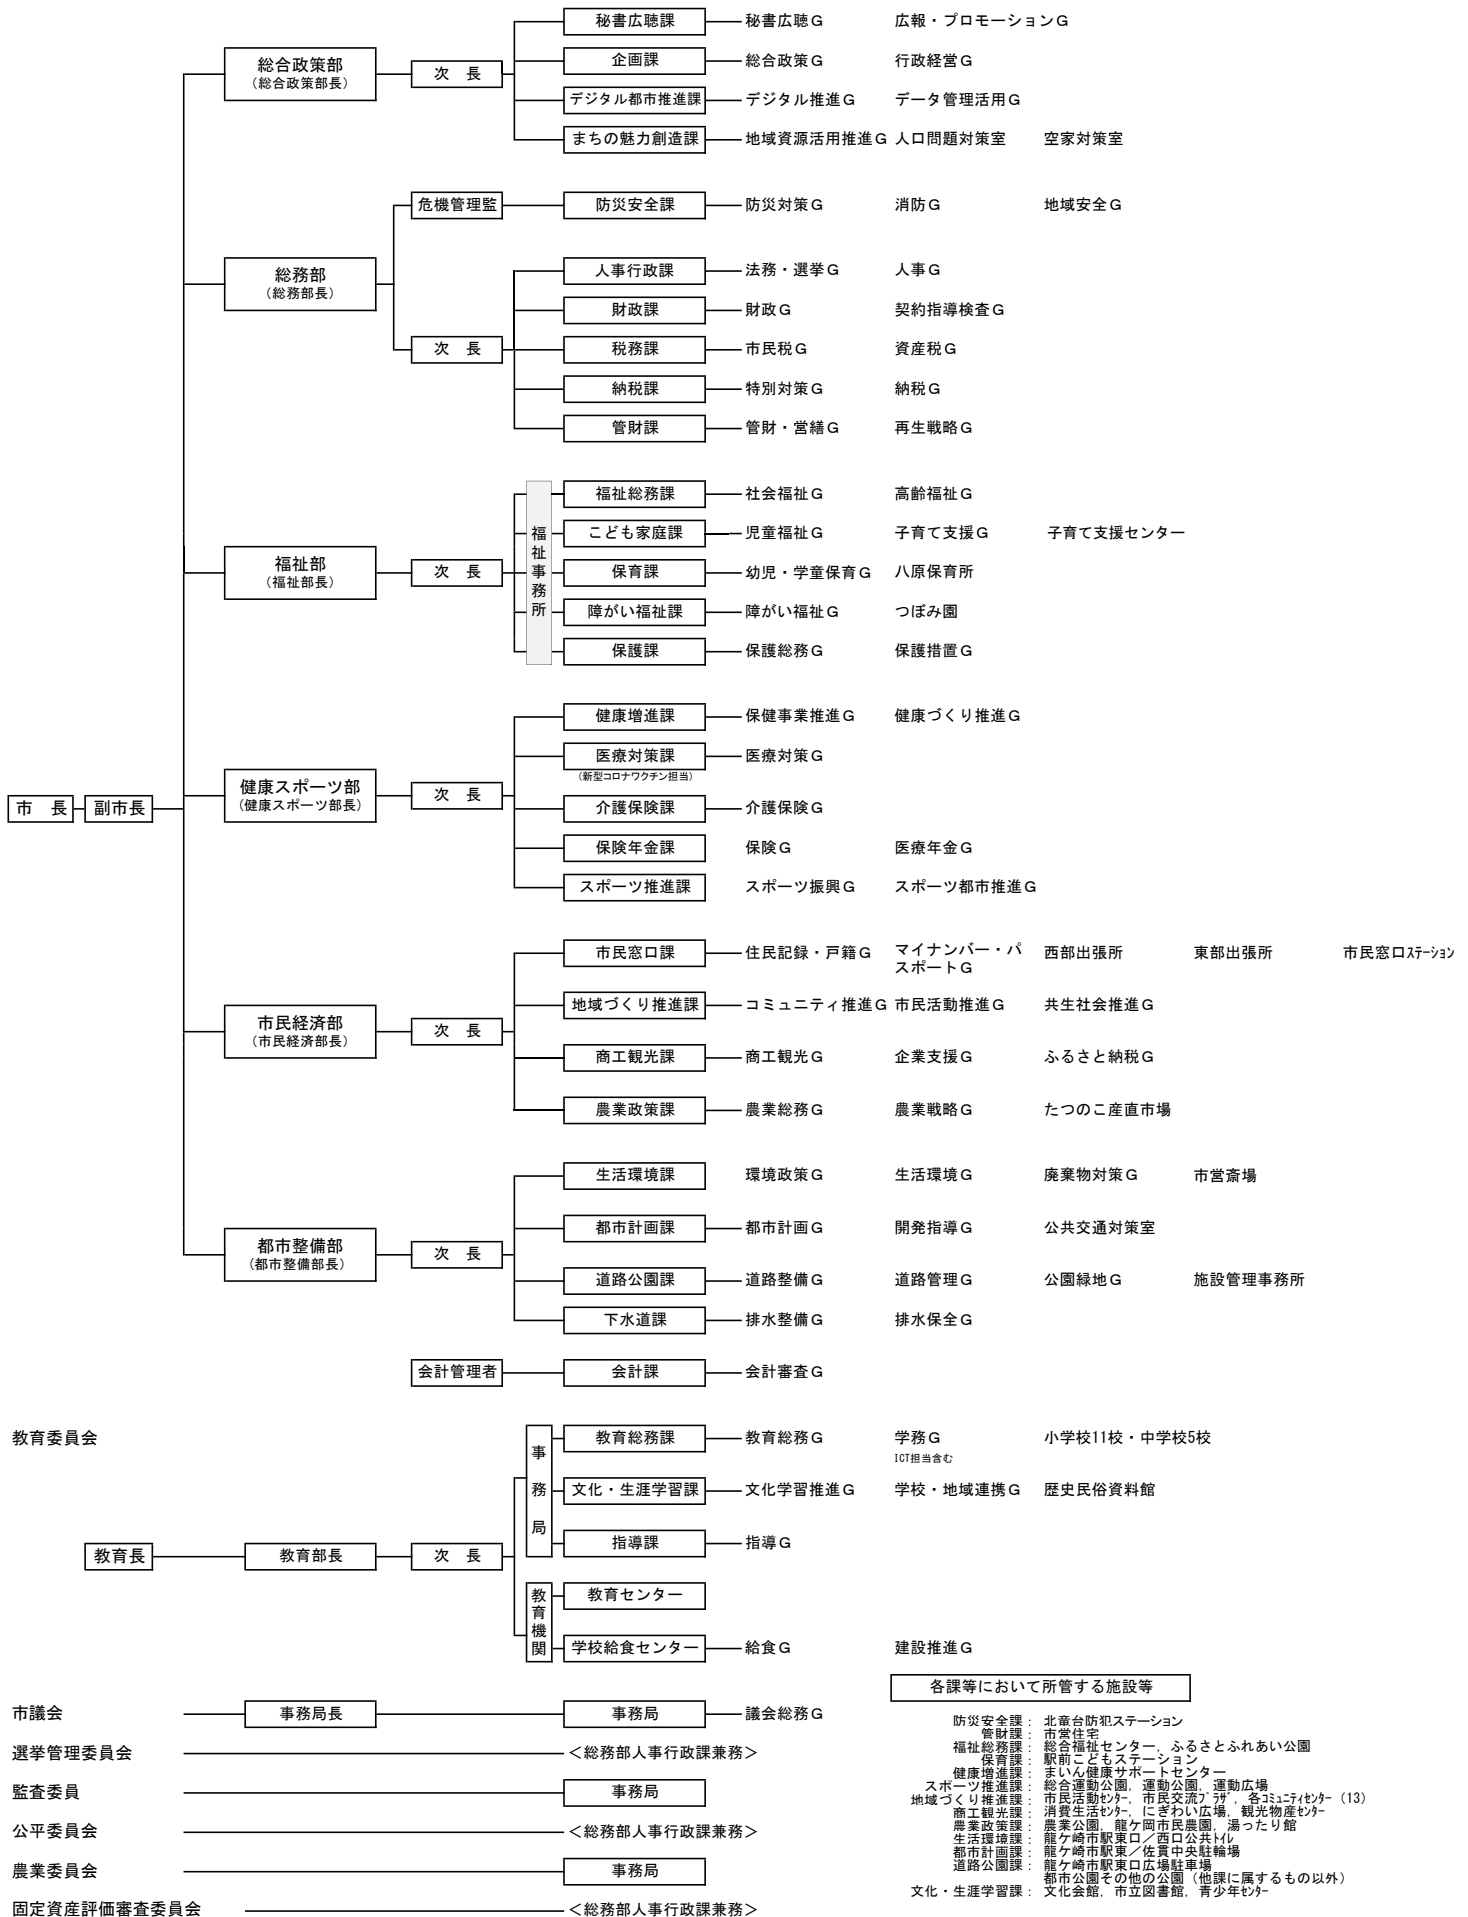 秘書広聴課 秘書広聴G 広報・プロモーションG
総合政策部
(総合政策部長)
次 長
企画課 総合政策G 行政経営G
デジタル都市推進課 デジタル推進G データ管理活用G
まちの魅力創造課 地域資源活用推進G 人口問題対策室 空家対策室
危機管理監 防災安全課 防災対策G 消防G 地域安全G
総務部
(総務部長)
人事行政課 法務・選挙G 人事G
財政課 財政G 契約指導検査G
次 長 税務課 市民税G 資産税G
納税課 特別対策G 納税G
管財課 管財・営繕G 再生戦略G
福祉部
(福祉部長)
次 長
福祉事務所
福祉総務課 社会福祉G 高齢福祉G
こども家庭課 児童福祉G 子育て支援G 子育て支援センター
保育課 幼児・学童保育G 八原保育所
障がい福祉課 障がい福祉G つぼみ園
保護課 保護総務G 保護措置G
市 長 副市長
健康スポーツ部
(健康スポーツ部長)
次 長
健康増進課 保健事業推進G 健康づくり推進G
医療対策課 医療対策G
(新型コロナワクチン担当)
介護保険課 介護保険G
保険年金課 保険G 医療年金G
スポーツ推進課 スポーツ振興G スポーツ都市推進G
市民経済部
(市民経済部長)
次 長
市民窓口課 住民記録・戸籍G マイナンバー・パスポートG 西部出張所 東部出張所 市民窓口ステーション
地域づくり推進課 コミュニティ推進G 市民活動推進G 共生社会推進G
商工観光課 商工観光G 企業支援G ふるさと納税G
農業政策課 農業総務G 農業戦略G たつのこ産直市場
都市整備部
(都市整備部長)
次 長
生活環境課 環境政策G 生活環境G 廃棄物対策G 市営斎場
都市計画課 都市計画G 開発指導G 公共交通対策室
道路公園課 道路整備G 道路管理G 公園緑地G 施設管理事務所
下水道課 排水整備G 排水保全G
会計管理者 会計課 会計審査G
教育委員会
教育長 教育部長 次 長
事務局
教育総務課 教育総務G 学務G 小学校11校・中学校5校
ICT担当含む
文化・生涯学習課 文化学習推進G 学校・地域連携G 歴史民俗資料館
指導課 指導G
教育機関
教育センター
学校給食センター 給食G 建設推進G
市議会 事務局長 事務局 議会総務G
選挙管理委員会 <総務部人事行政課兼務>
監査委員 事務局
公平委員会 <総務部人事行政課兼務>
農業委員会 事務局
固定資産評価審査委員会 <総務部人事行政課兼務>
各課等において所管する施設等
防災安全課: 北竜台防犯ステーション
管財課: 市営住宅
福祉総務課: 総合福祉センター, ふるさとふれあい公園
保育課: 駅前こどもステーション
健康増進課: まいん健康サポートセンター
スポーツ推進課: 総合運動公園, 運動公園, 運動広場
地域づくり推進課: 市民活動センター, 市民交流プラザ, 各コミュニティセンター(13)
商工観光課: 消費生活センター, にぎわい広場, 観光物産センター
農業政策課: 農業公園, 龍ケ岡市民農園, 湯ったり館
生活環境課: 龍ケ崎市駅東口/西口公共トイレ
都市計画課: 龍ケ崎市駅東/佐貫中央駐輪場
道路公園課: 龍ケ崎市駅東口広場駐車場
都市公園その他の公園(他課に属するもの以外)
文化・生涯学習課: 文化会館, 市立図書館, 青少年センター